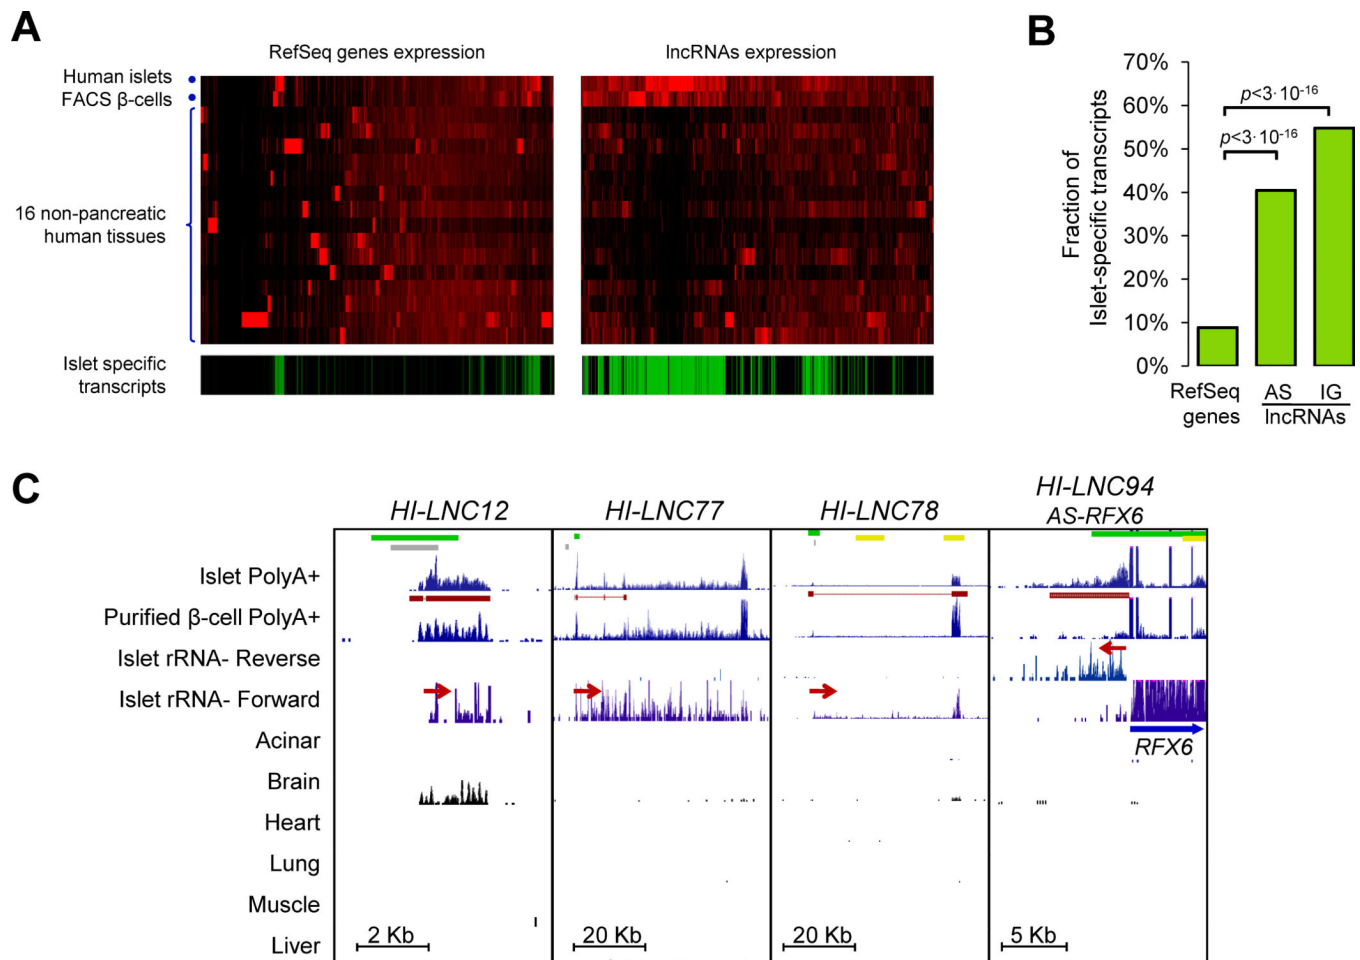 A
RefSeq genes expression
lncRNAs expression
Human islets
FACS β-cells
16 non-pancreatic
human tissues
Islet specific
transcripts
B
Fraction of
Islet-specific transcripts
70%
60%
50%
40%
30%
20%
10%
0%
p<3·10-16
p<3·10-16
RefSeq
genes
AS
IG
lncRNAs
C
HI-LNC12
HI-LNC77
HI-LNC78
HI-LNC94
AS-RFX6
Islet PolyA+
Purified β-cell PolyA+
Islet rRNA- Reverse
Islet rRNA- Forward
RFX6
Acinar
Brain
Heart
Lung
Muscle
Liver
2 Kb
20 Kb
20 Kb
5 Kb